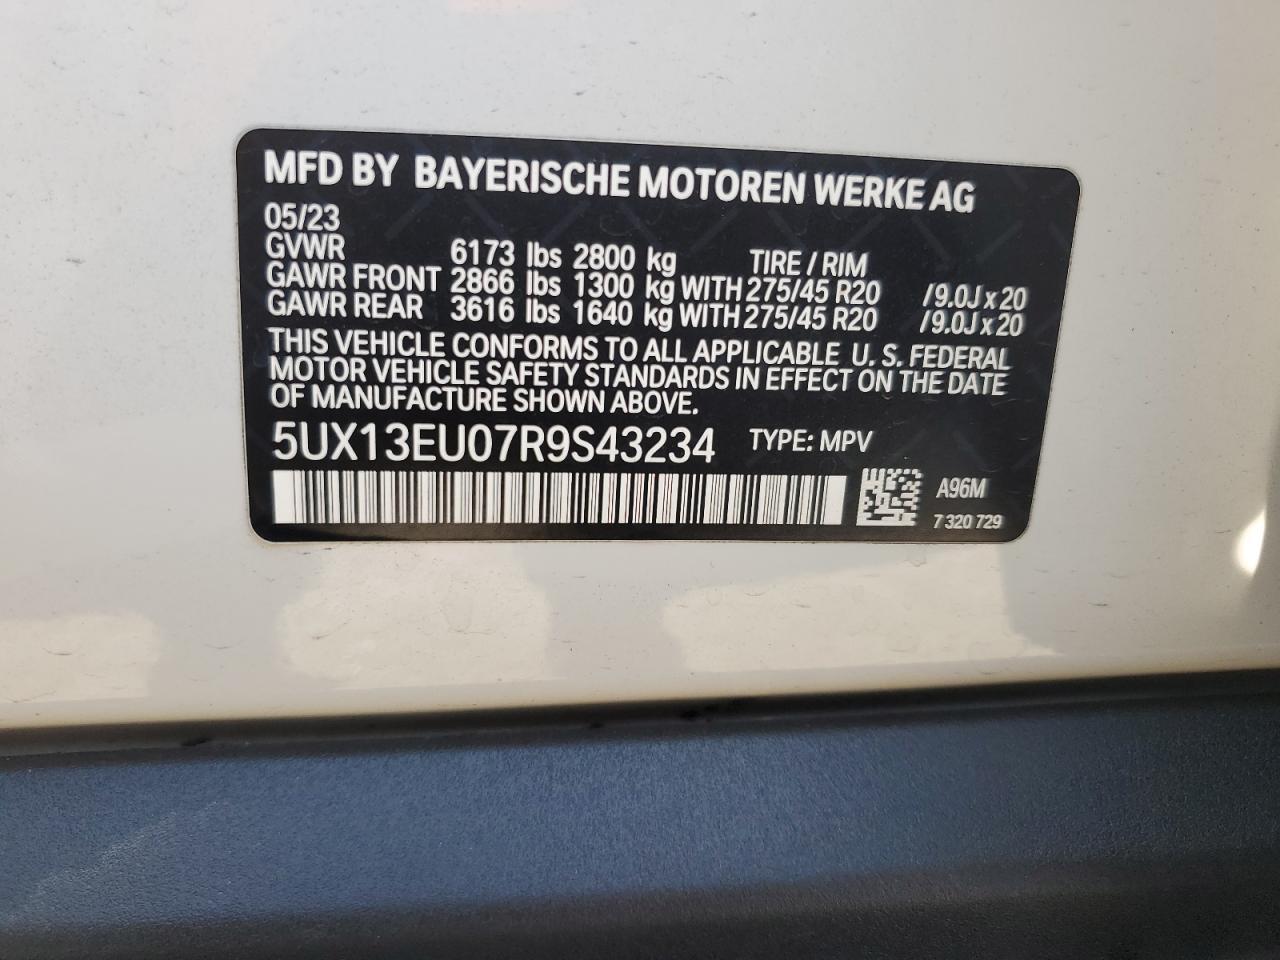 MFD BY BAYERISCHE MOTOREN WERKE AG
05/23
GVWR 6173 lbs 2800 kg TIRE / RIM
GAWR FRONT 2866 lbs 1300 kg WITH 275/45 R20 /9.0J x 20
GAWR REAR 3616 lbs 1640 kg WITH 275/45 R20 /9.0J x 20
THIS VEHICLE CONFORMS TO ALL APPLICABLE U. S. FEDERAL
MOTOR VEHICLE SAFETY STANDARDS IN EFFECT ON THE DATE
OF MANUFACTURE SHOWN ABOVE.
5UX13EU07R9S43234 TYPE: MPV
A96M
7 320 729